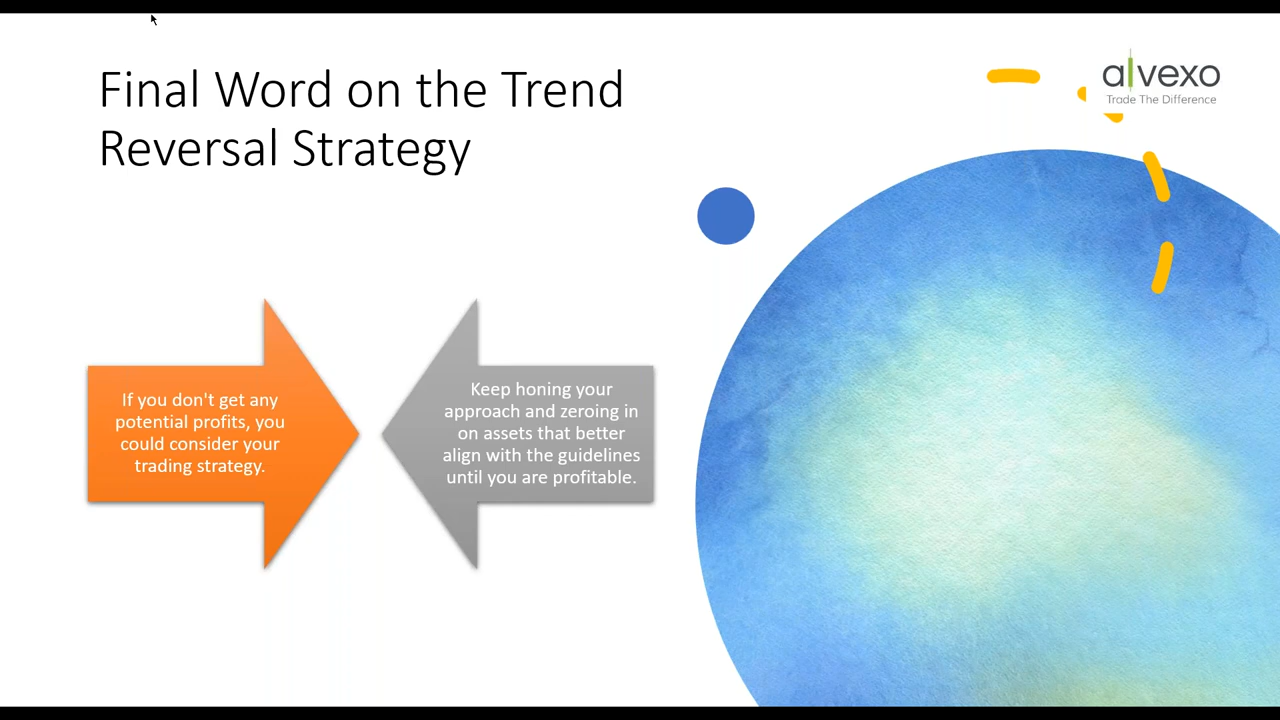 Final Word on the Trend
Reversal Strategy
alvexo
Trade The Difference
If you don't get any
potential profits, you
could consider your
trading strategy.
Keep honing your
approach and zeroing in
on assets that better
align with the guidelines
until you are profitable.